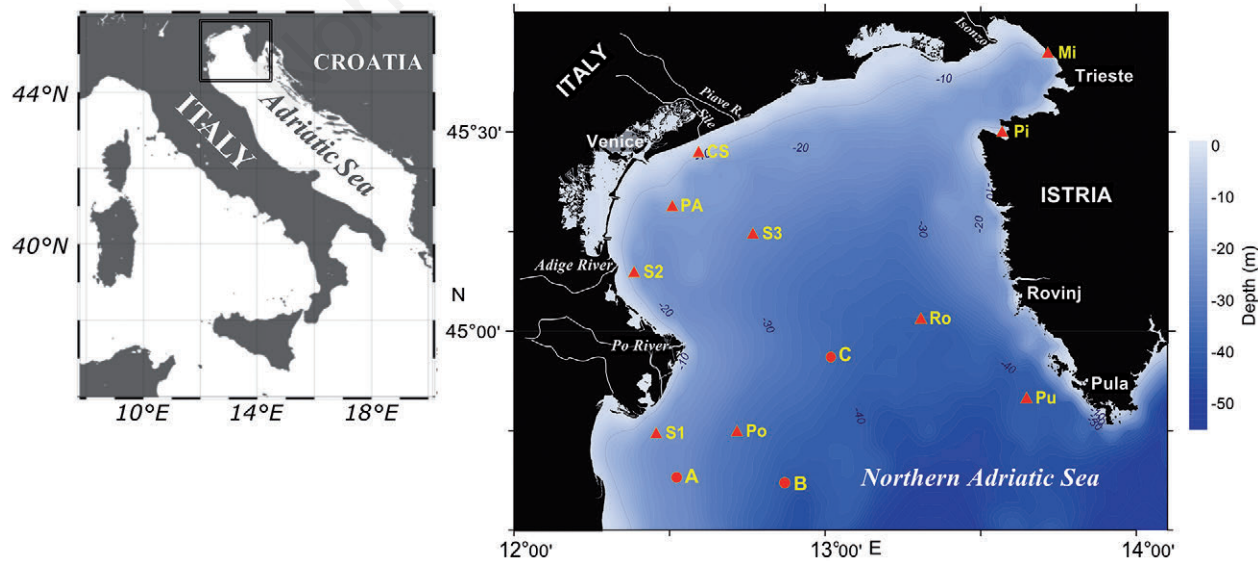 CROATIA
ITALY
Adriatic Sea
44°N
40°N
N
10°E
14°E
18°E
ITALY
Isonzo
Mi
Trieste
-10
Piave R.
Sile
45°30'
Venice
CS
-20
Pi
PA
ISTRIA
S3
-30
-20
Adige River
S2
-20
Rovinj
-30
Ro
45°00'
Po River
C
-40
Pula
Pu
-40
S1
Po
A
B
Northern Adriatic Sea
12°00'
13°00' E
14°00'
0
-10
-20
-30
-40
-50
Depth (m)